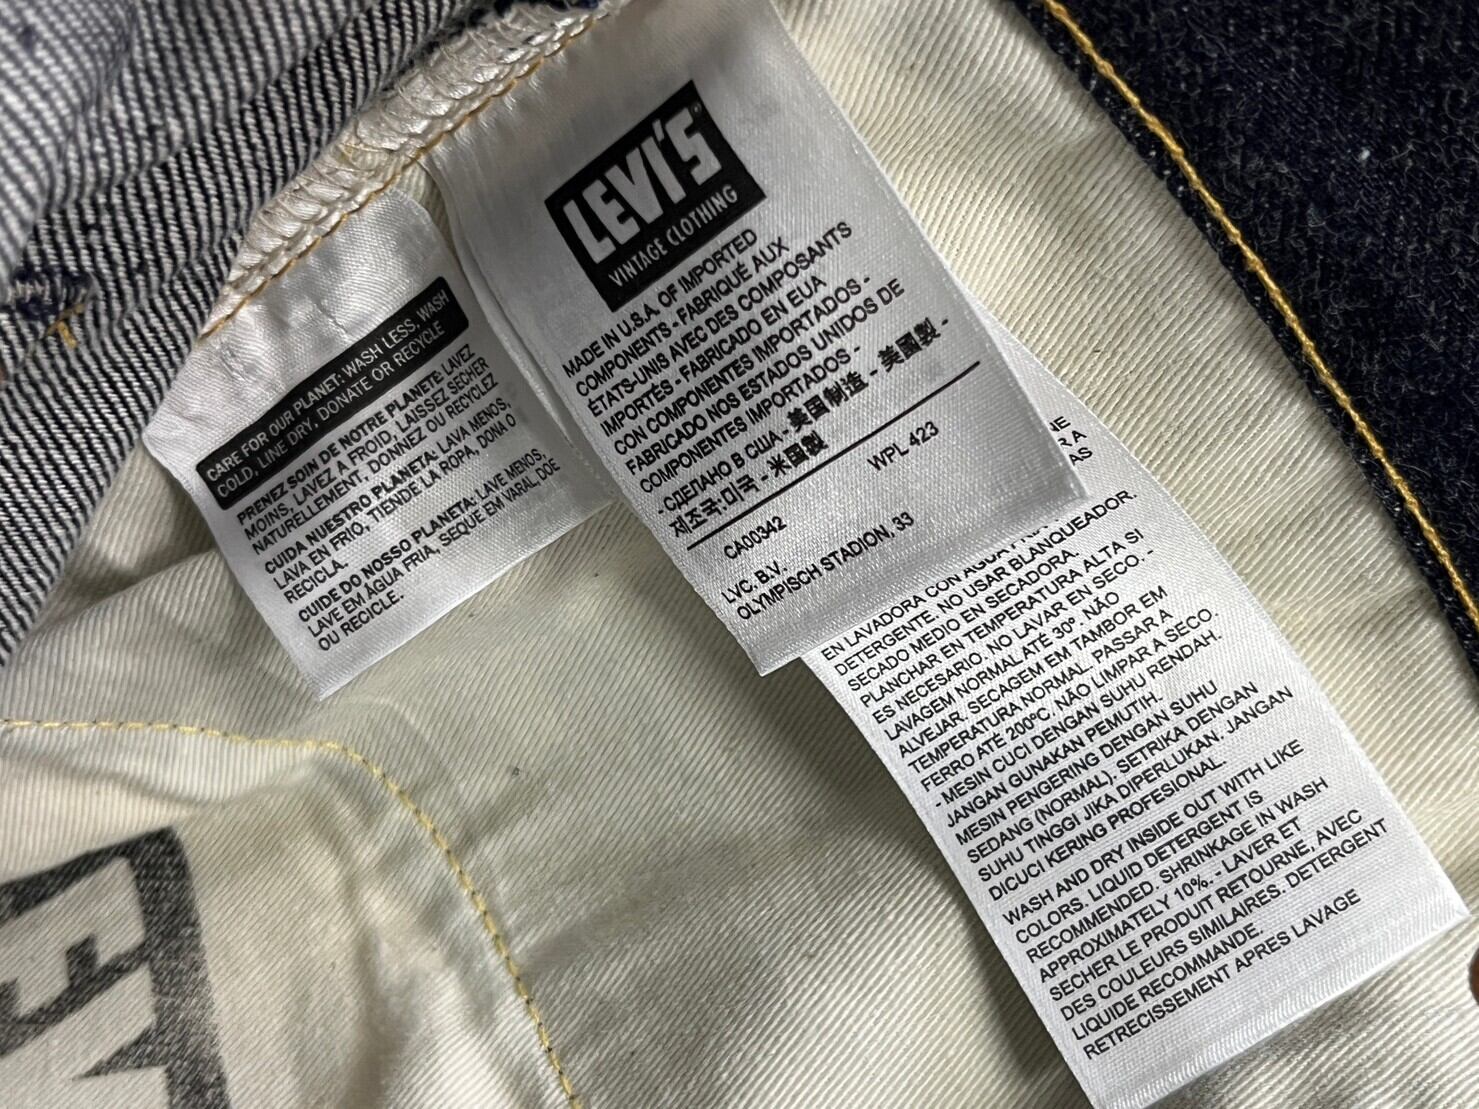 CARE FOR OUR PLANET: WASH LESS, WASH
COLD, LINE DRY, DONATE OR RECYCLE
PRENEZ SOIN DE NOTRE PLANETE: LAVEZ
MOINS, LAVEZ A FROID, LAISSEZ SECHER
NATURELLEMENT, DONNEZ OU RECYCLEZ
CUIDA NUESTRO PLANETA: LAVA MENOS,
LAVA EN FRIO, TIENDE LA ROPA, DONA O
RECICLA.
CUIDE DO NOSSO PLANETA: LAVE MENOS,
LAVE EM ÁGUA FRIA, SEQUE EM VARAL, DOE
OU RECICLE.
LEVI'S®
VINTAGE CLOTHING
MADE IN U.S.A. OF IMPORTED
COMPONENTS - FABRIQUÉ AUX
ÉTATS-UNIS AVEC DES COMPOSANTS
IMPORTÉS - FABRICADO EN EUA
CON COMPONENTES IMPORTADOS -
FABRICADO NOS ESTADOS UNIDOS DE
COMPONENTES IMPORTADOS -
- СДЕЛАНО В США - 美国制造 - 美國製 -
제조국:미국 - 米国製
CA00342 WPL 423
LVC. B.V.
OLYMPISCH STADION, 33
EN LAVADORA CON AGUA
DETERGENTE. NO USAR BLANQUEADOR.
SECADO MEDIO EN SECADORA.
PLANCHAR EN TEMPERATURA ALTA SI
ES NECESARIO. NO LAVAR EN SECO. -
LAVAGEM NORMAL ATÉ 30°. NÃO
ALVEJAR. SECAGEM EM TAMBOR, EM
TEMPERATURA NORMAL. PASSAR A
FERRO ATÉ 200°C. NÃO LIMPAR A SECO.
- MESIN CUCI DENGAN SUHU RENDAH.
JANGAN GUNAKAN PEMUTIH.
MESIN PENGERING DENGAN SUHU
SEDANG (NORMAL). SETRIKA DENGAN
SUHU TINGGI JIKA DIPERLUKAN. JANGAN
DICUCI KERING PROFESIONAL.
WASH AND DRY INSIDE OUT WITH LIKE
COLORS. LIQUID DETERGENT IS
RECOMMENDED. SHRINKAGE IN WASH
APPROXIMATELY 10%. - LAVER ET
SECHER LE PRODUIT RETOURNE, AVEC
DES COULEURS SIMILAIRES. DETERGENT
LIQUIDE RECOMMANDE.
RETRECISSEMENT APRES LAVAGE